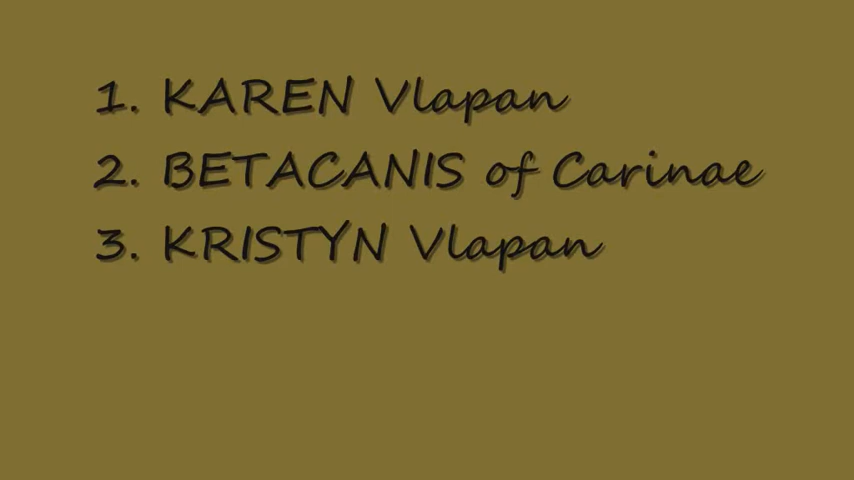 1. KAREN Vlapan
2. BETACANIS of Carinae
3. KRISTYN Vlapan